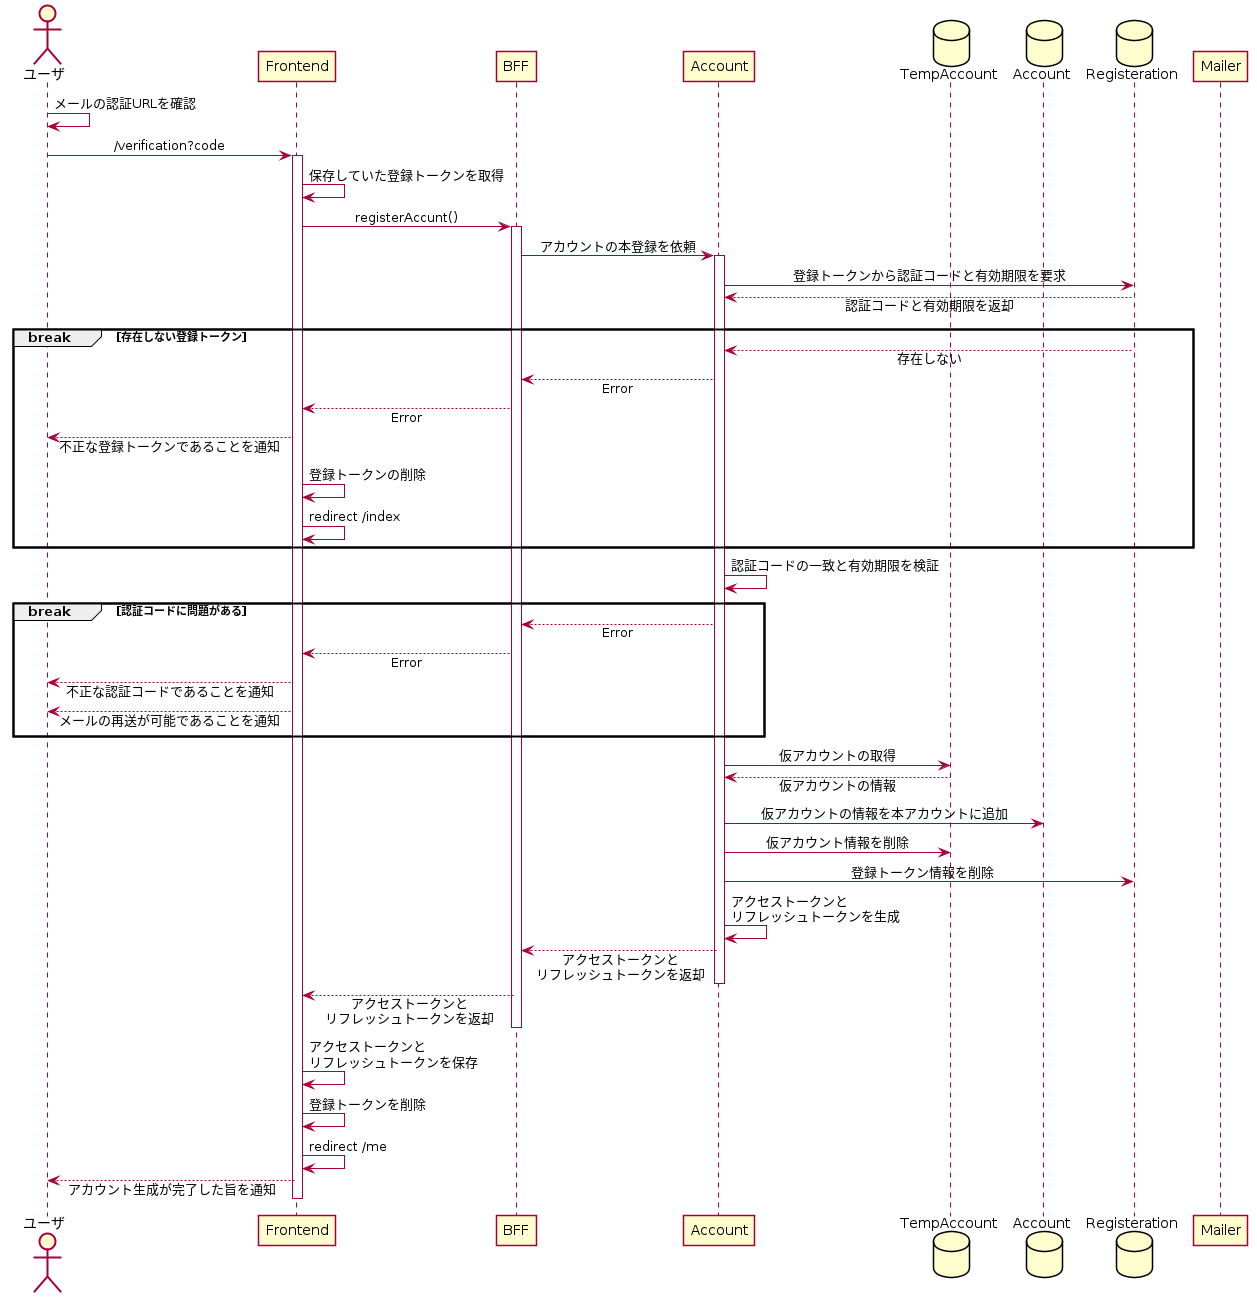 ユーザ
Frontend
BFF
Account
TempAccount
Account
Registeration
Mailer
メールの認証URLを確認
/verification?code
保存していた登録トークンを取得
registerAccunt()
アカウントの本登録を依頼
登録トークンから認証コードと有効期限を要求
認証コードと有効期限を返却
break
[存在しない登録トークン]
存在しない
Error
Error
不正な登録トークンであることを通知
登録トークンの削除
redirect /index
認証コードの一致と有効期限を検証
break
[認証コードに問題がある]
Error
Error
不正な認証コードであることを通知
メールの再送が可能であることを通知
仮アカウントの取得
仮アカウントの情報
仮アカウントの情報を本アカウントに追加
仮アカウント情報を削除
登録トークン情報を削除
アクセストークンと
リフレッシュトークンを生成
アクセストークンと
リフレッシュトークンを返却
アクセストークンと
リフレッシュトークンを返却
アクセストークンと
リフレッシュトークンを保存
登録トークンを削除
redirect /me
アカウント生成が完了した旨を通知
ユーザ
Frontend
BFF
Account
TempAccount
Account
Registeration
Mailer